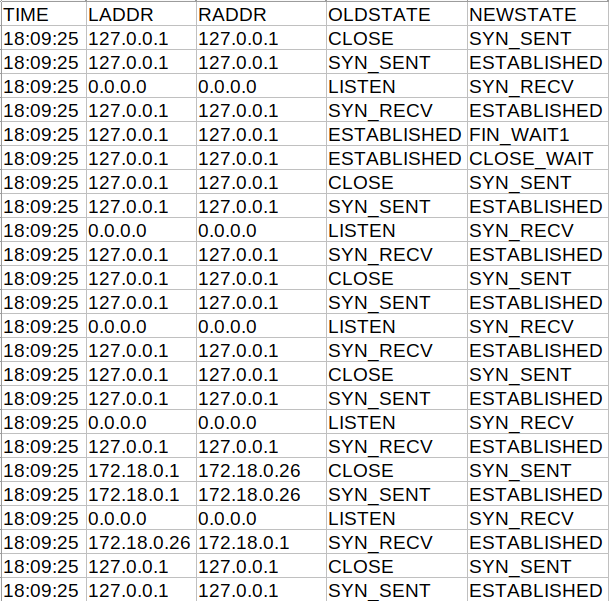 TIME LADDR RADDR OLDSTATE NEWSTATE
18:09:25 127.0.0.1 127.0.0.1 CLOSE SYN_SENT
18:09:25 127.0.0.1 127.0.0.1 SYN_SENT ESTABLISHED
18:09:25 0.0.0.0 0.0.0.0 LISTEN SYN_RECV
18:09:25 127.0.0.1 127.0.0.1 SYN_RECV ESTABLISHED
18:09:25 127.0.0.1 127.0.0.1 ESTABLISHED FIN_WAIT1
18:09:25 127.0.0.1 127.0.0.1 ESTABLISHED CLOSE_WAIT
18:09:25 127.0.0.1 127.0.0.1 CLOSE SYN_SENT
18:09:25 127.0.0.1 127.0.0.1 SYN_SENT ESTABLISHED
18:09:25 0.0.0.0 0.0.0.0 LISTEN SYN_RECV
18:09:25 127.0.0.1 127.0.0.1 SYN_RECV ESTABLISHED
18:09:25 127.0.0.1 127.0.0.1 CLOSE SYN_SENT
18:09:25 127.0.0.1 127.0.0.1 SYN_SENT ESTABLISHED
18:09:25 0.0.0.0 0.0.0.0 LISTEN SYN_RECV
18:09:25 127.0.0.1 127.0.0.1 SYN_RECV ESTABLISHED
18:09:25 127.0.0.1 127.0.0.1 CLOSE SYN_SENT
18:09:25 127.0.0.1 127.0.0.1 SYN_SENT ESTABLISHED
18:09:25 0.0.0.0 0.0.0.0 LISTEN SYN_RECV
18:09:25 127.0.0.1 127.0.0.1 SYN_RECV ESTABLISHED
18:09:25 172.18.0.1 172.18.0.26 CLOSE SYN_SENT
18:09:25 172.18.0.1 172.18.0.26 SYN_SENT ESTABLISHED
18:09:25 0.0.0.0 0.0.0.0 LISTEN SYN_RECV
18:09:25 172.18.0.26 172.18.0.1 SYN_RECV ESTABLISHED
18:09:25 127.0.0.1 127.0.0.1 CLOSE SYN_SENT
18:09:25 127.0.0.1 127.0.0.1 SYN_SENT ESTABLISHED